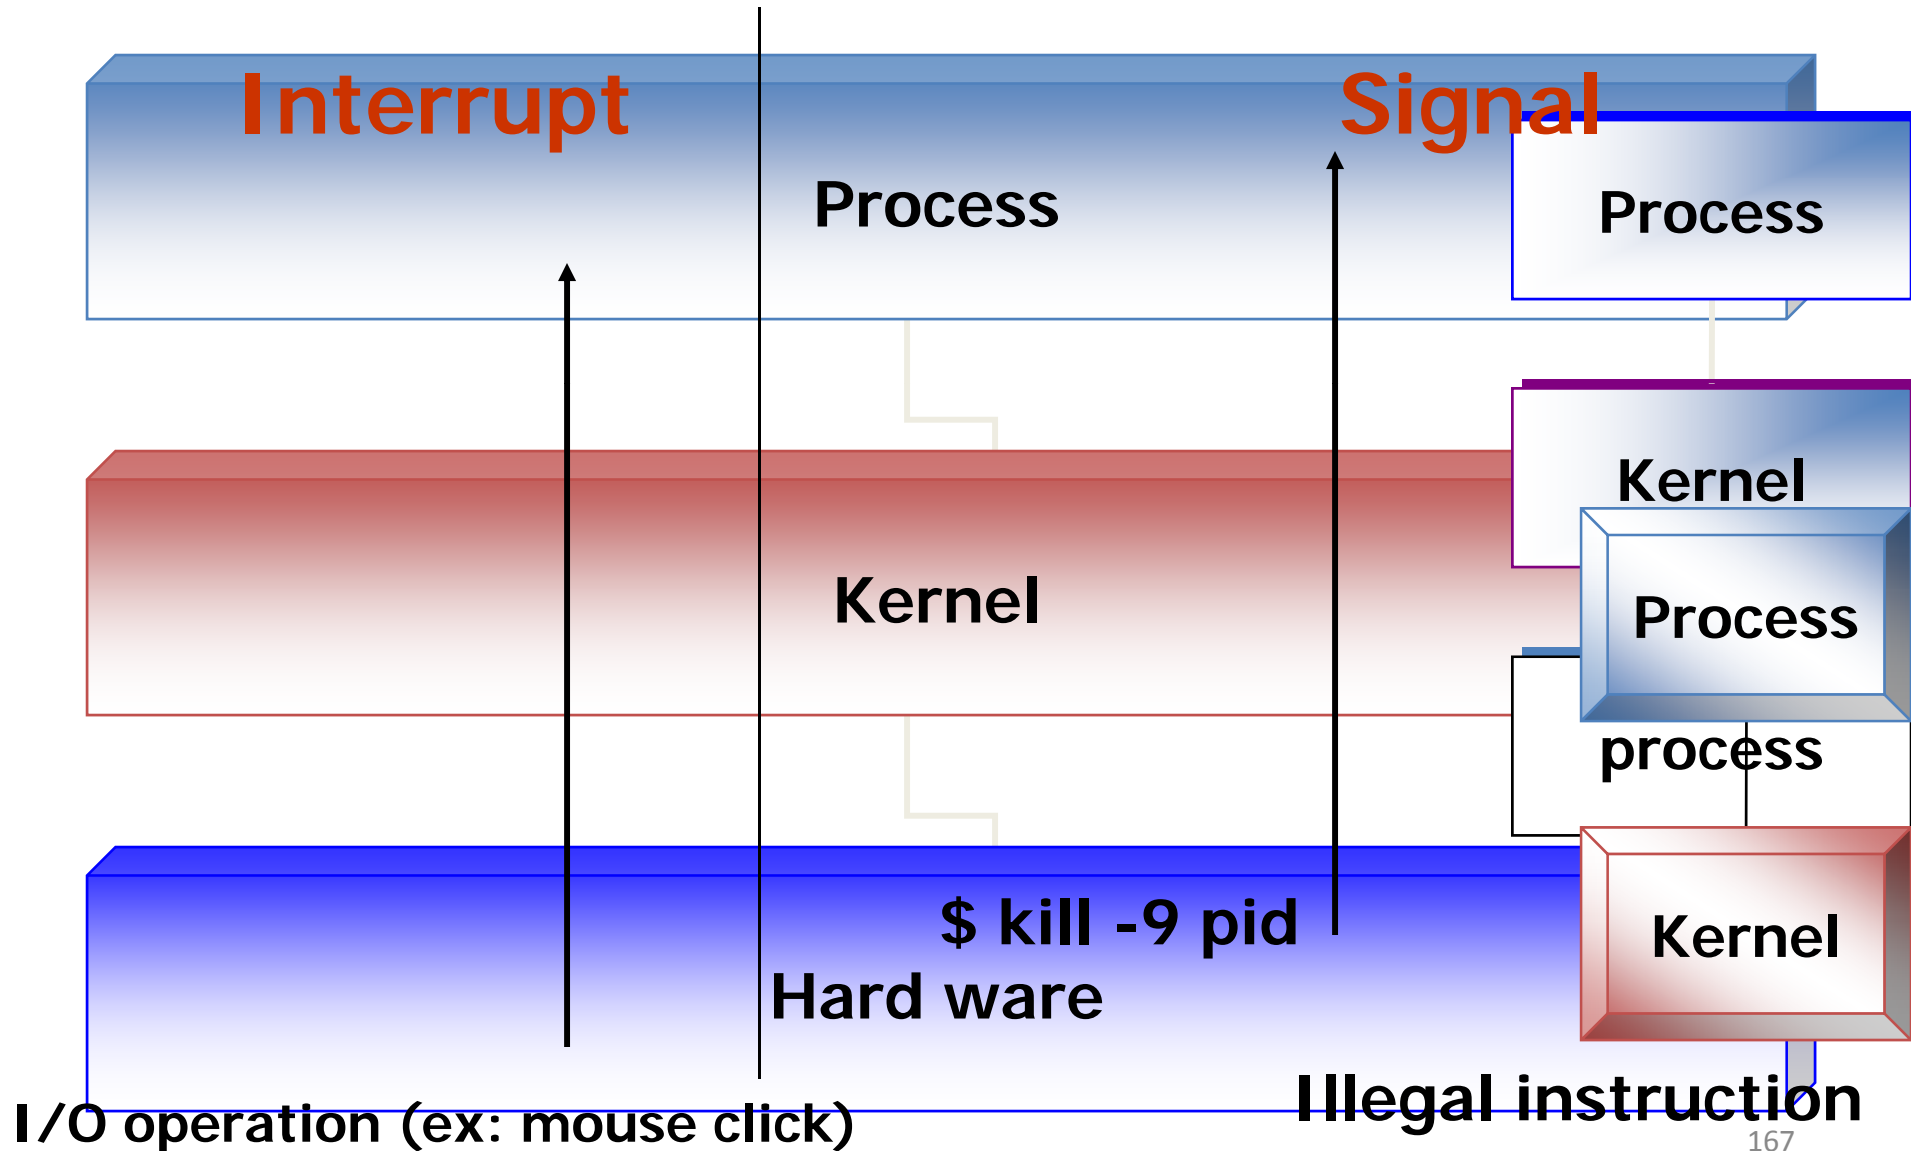 Interrupt
Signal
Process
Process
Kernel
Kernel
Process
process
$ kill -9 pid
Kernel
Hard ware
Illegal instruction
I/O operation (ex: mouse click)
167